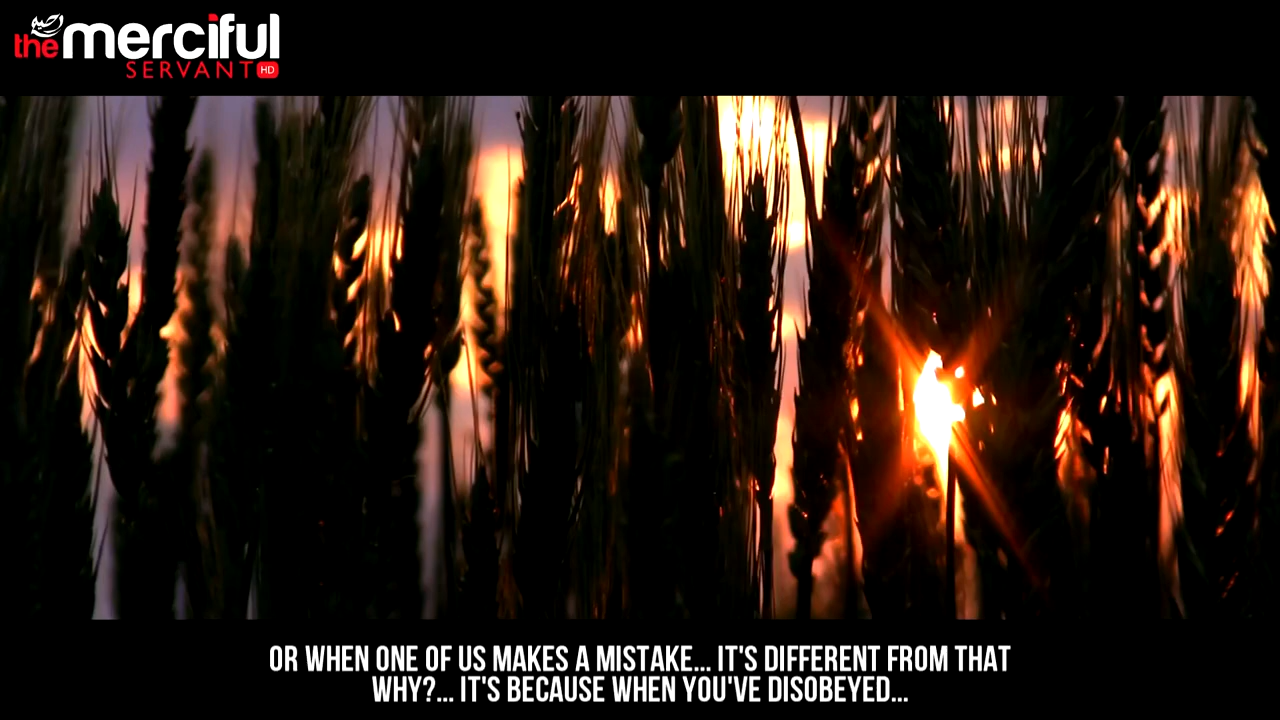 the merciful
SERVANT HD
OR WHEN ONE OF US MAKES A MISTAKE... IT'S DIFFERENT FROM THAT
WHY?... IT'S BECAUSE WHEN YOU'VE DISOBEYED...